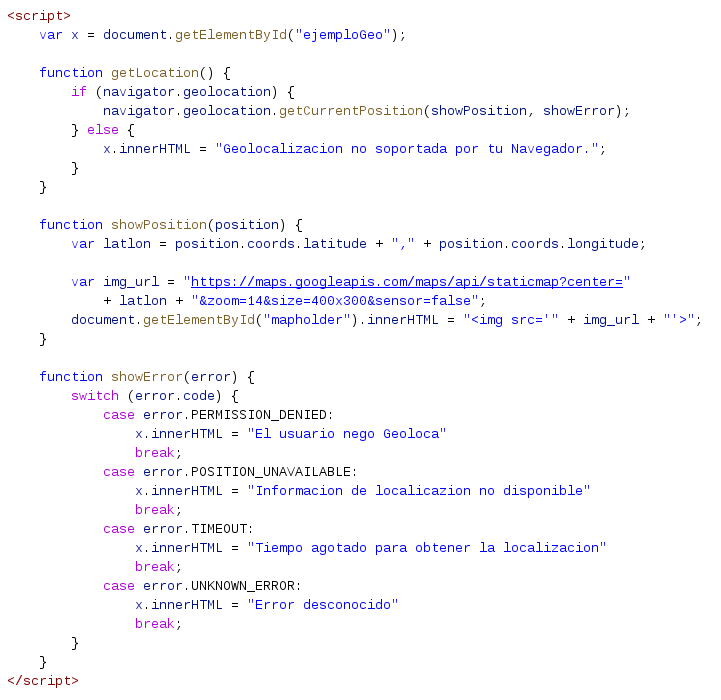 <script>
    var x = document.getElementById("ejemploGeo");

    function getLocation() {
        if (navigator.geolocation) {
            navigator.geolocation.getCurrentPosition(showPosition, showError);
        } else {
            x.innerHTML = "Geolocalizacion no soportada por tu Navegador.";
        }
    }

    function showPosition(position) {
        var latlon = position.coords.latitude + "," + position.coords.longitude;

        var img_url = "https://maps.googleapis.com/maps/api/staticmap?center="
            + latlon + "&zoom=14&size=400x300&sensor=false";
        document.getElementById("mapholder").innerHTML = "<img src='" + img_url + "'>";
    }

    function showError(error) {
        switch (error.code) {
            case error.PERMISSION_DENIED:
                x.innerHTML = "El usuario nego Geoloca"
                break;
            case error.POSITION_UNAVAILABLE:
                x.innerHTML = "Informacion de localicazion no disponible"
                break;
            case error.TIMEOUT:
                x.innerHTML = "Tiempo agotado para obtener la localizacion"
                break;
            case error.UNKNOWN_ERROR:
                x.innerHTML = "Error desconocido"
                break;
        }
    }
</script>